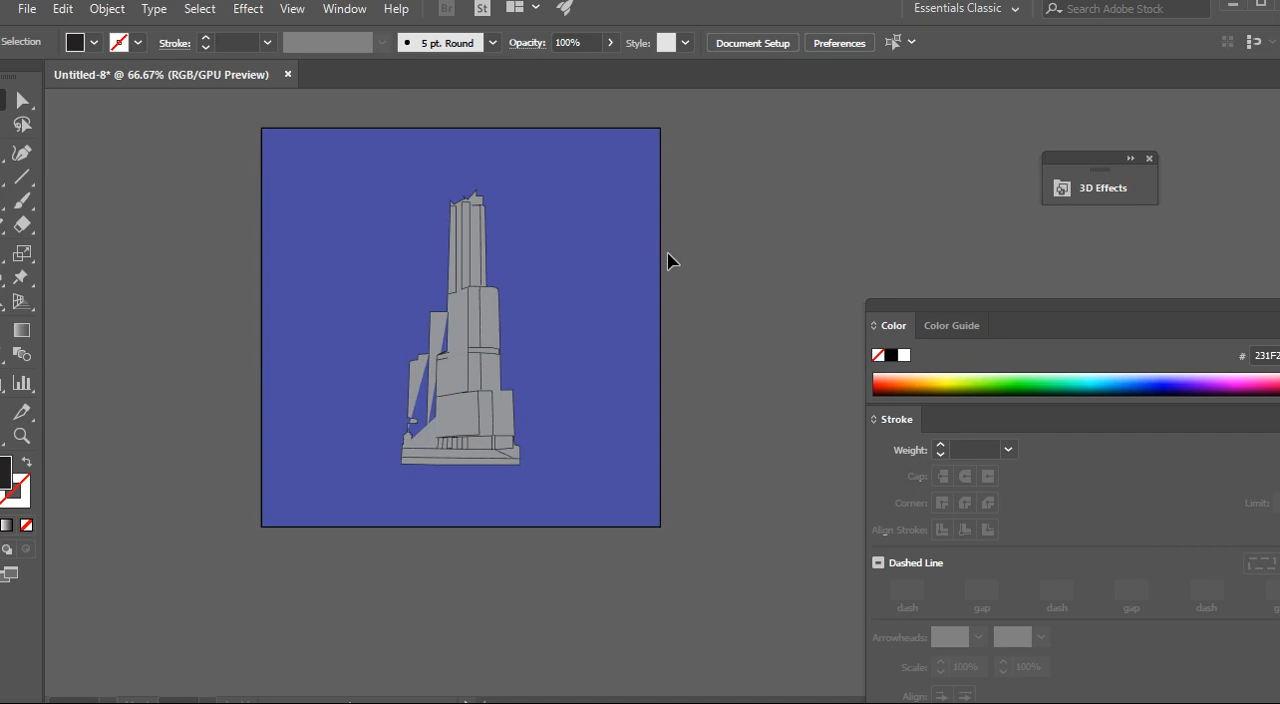 File Edit Object Type Select Effect View Window Help Br St Essentials Classic Search Adobe Stock
Selection Stroke: 5 pt. Round Opacity: 100% Style: Document Setup Preferences
Untitled-8* @ 66.67% (RGB/GPU Preview)
3D Effects
Color Color Guide
# 231F2
Stroke
Weight:
Cap:
Corner: Limit:
Align Stroke:
Dashed Line
dash gap dash gap dash
Arrowheads:
Scale: 100% 100%
Align: